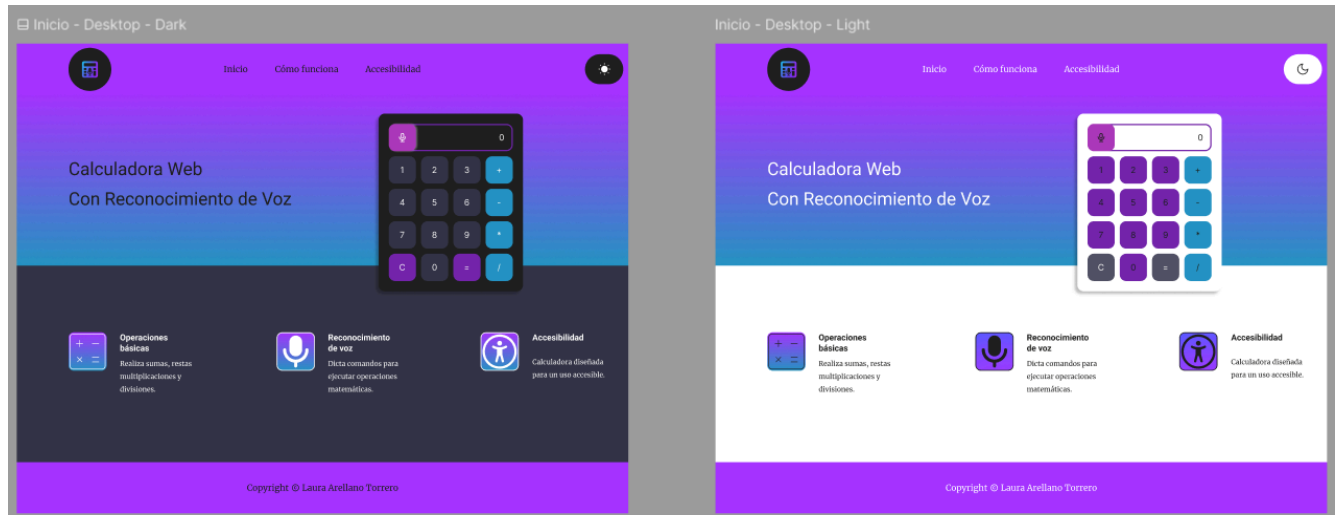 Inicio - Desktop - Dark
Inicio Cómo funciona Accesibilidad
Calculadora Web
Con Reconocimiento de Voz
0
1 2 3 +
4 5 6 -
7 8 9 *
C 0 = /
Operaciones
básicas
Realiza sumas, restas
multiplicaciones y
divisiones.
Reconocimiento
de voz
Dicta comandos para
ejecutar operaciones
matemáticas.
Accesibilidad
Calculadora diseñada
para un uso accesible.
Copyright © Laura Arellano Torrero
Inicio - Desktop - Light
Inicio Cómo funciona Accesibilidad
Calculadora Web
Con Reconocimiento de Voz
0
1 2 3 +
4 5 6 -
7 8 9 *
C 0 = /
Operaciones
básicas
Realiza sumas, restas
multiplicaciones y
divisiones.
Reconocimiento
de voz
Dicta comandos para
ejecutar operaciones
matemáticas.
Accesibilidad
Calculadora diseñada
para un uso accesible.
Copyright © Laura Arellano Torrero